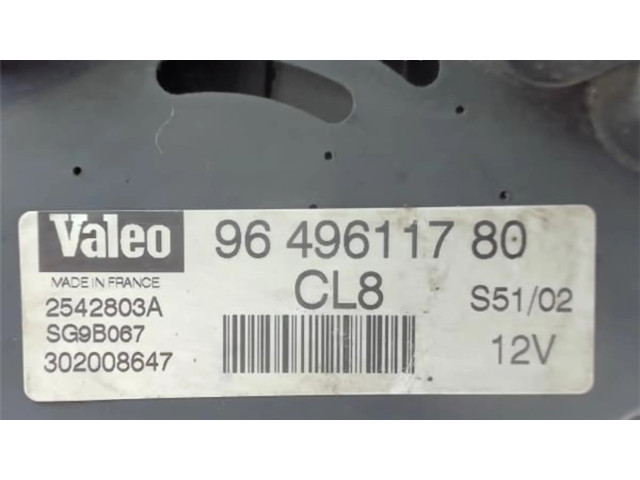 Valeo 96 496117 80
MADE IN FRANCE CL8 S51/02
2542803A
SG9B067 12V
302008647